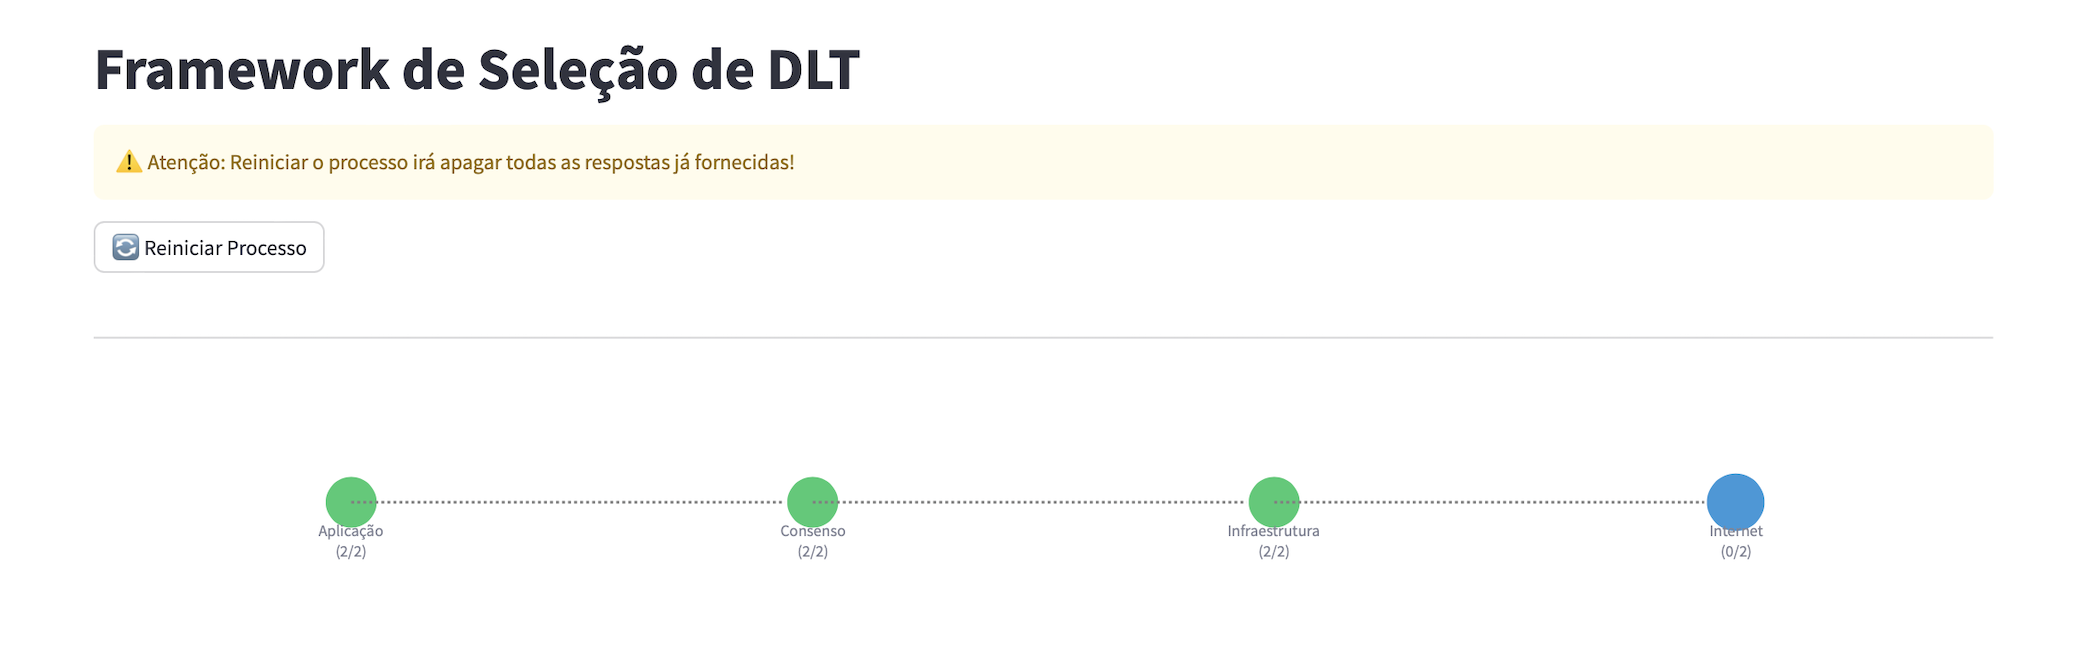 Framework de Seleção de DLT
⚠️ Atenção: Reiniciar o processo irá apagar todas as respostas já fornecidas!
🔄 Reiniciar Processo
Aplicação
(2/2)
Consenso
(2/2)
Infraestrutura
(2/2)
Internet
(0/2)